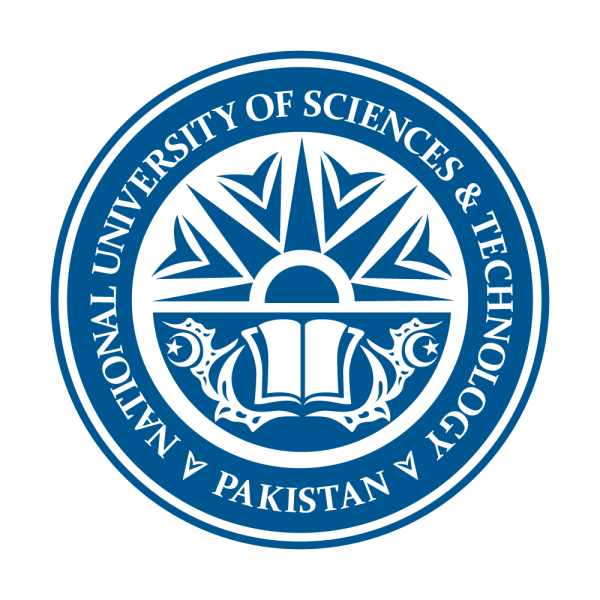 NATIONAL UNIVERSITY OF SCIENCES & TECHNOLOGY
PAKISTAN